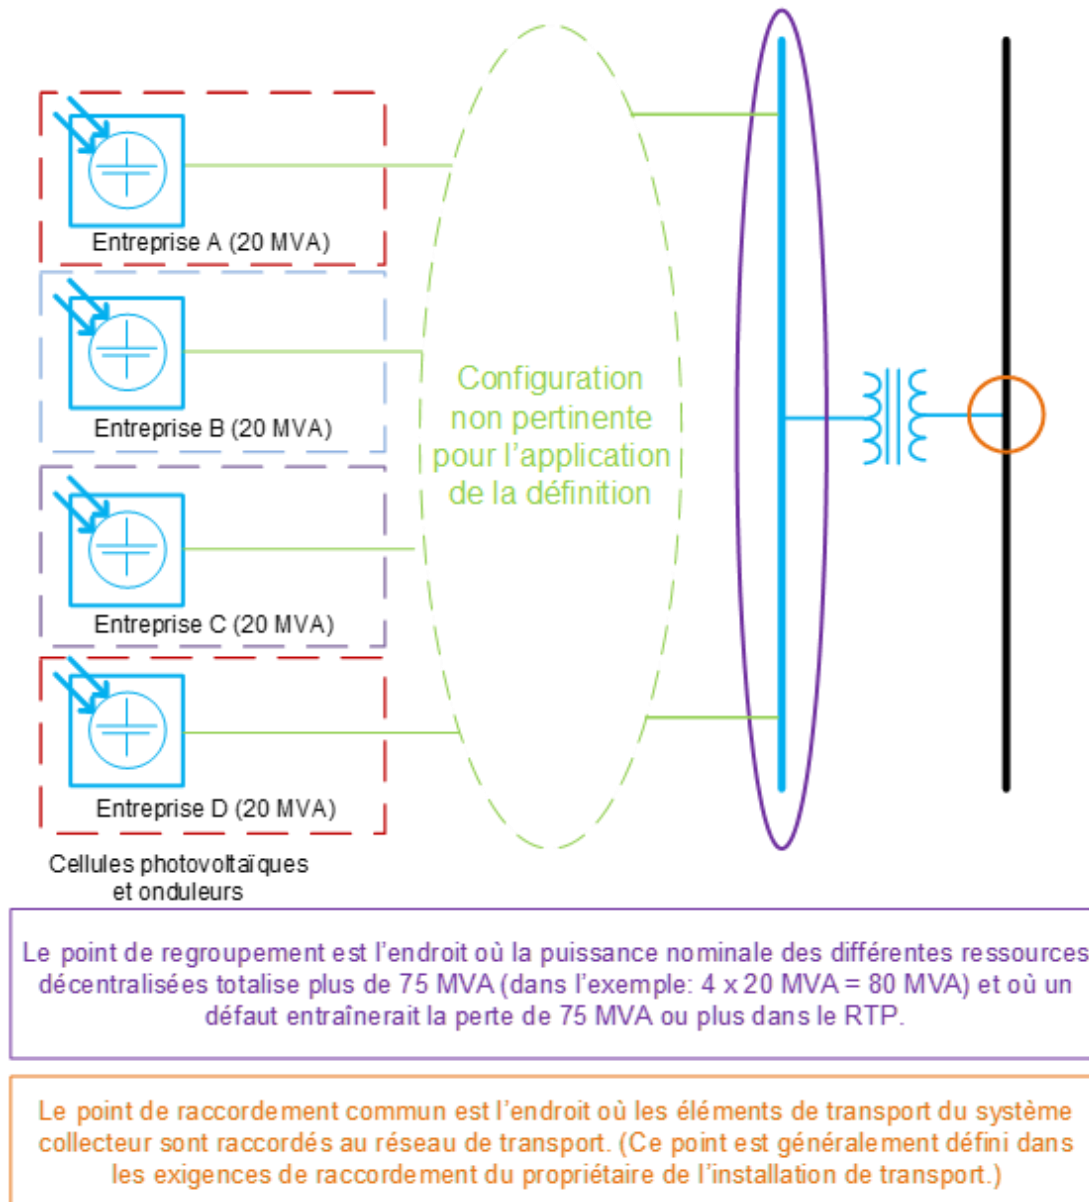 Entreprise A (20 MVA)
Entreprise B (20 MVA)
Entreprise C (20 MVA)
Entreprise D (20 MVA)
Cellules photovoltaïques
et onduleurs
Configuration
non pertinente
pour l’application
de la définition
Le point de regroupement est l’endroit où la puissance nominale des différentes ressources
décentralisées totalise plus de 75 MVA (dans l’exemple: 4 x 20 MVA = 80 MVA) et où un
défaut entraînerait la perte de 75 MVA ou plus dans le RTP.
Le point de raccordement commun est l’endroit où les éléments de transport du système
collecteur sont raccordés au réseau de transport. (Ce point est généralement défini dans
les exigences de raccordement du propriétaire de l’installation de transport.)